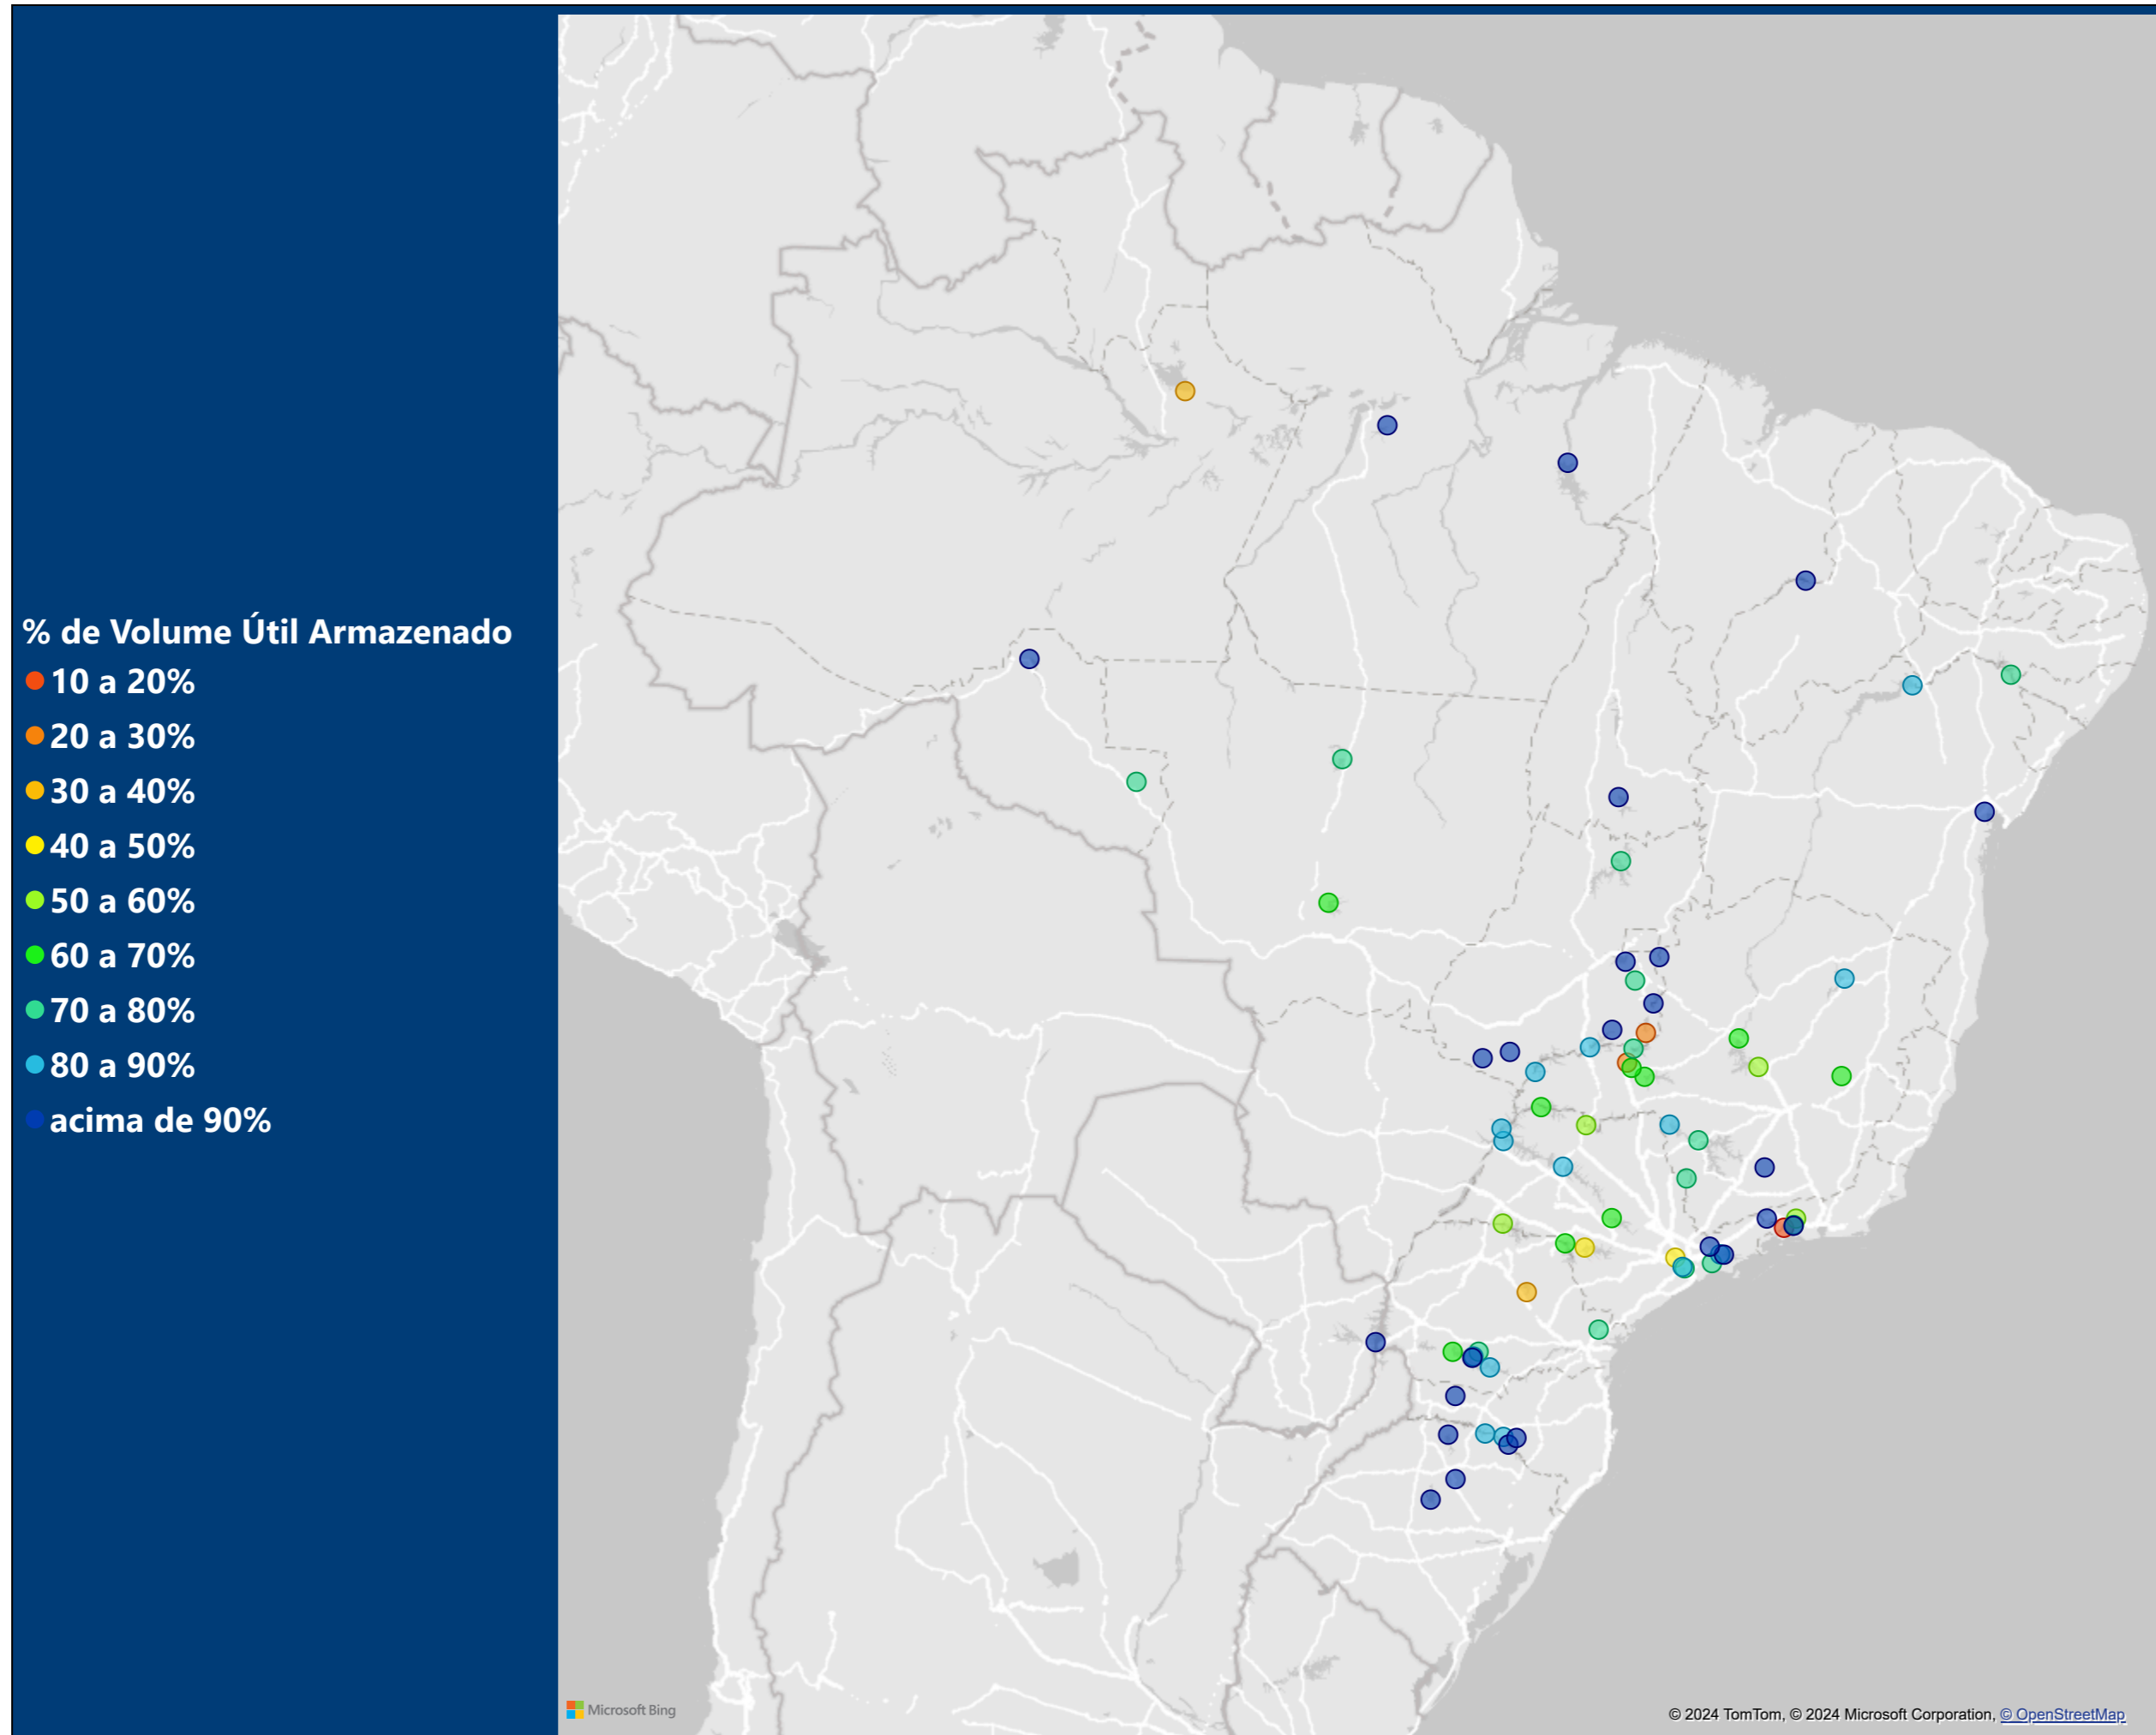 % de Volume Útil Armazenado
10 a 20%
20 a 30%
30 a 40%
40 a 50%
50 a 60%
60 a 70%
70 a 80%
80 a 90%
acima de 90%
Microsoft Bing
© 2024 TomTom, © 2024 Microsoft Corporation, © OpenStreetMap